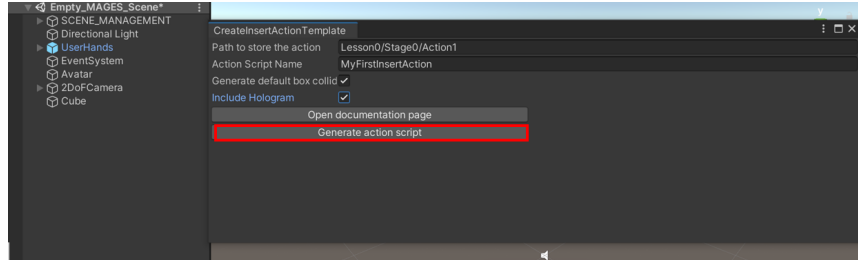 Empty_MAGES_Scene*
SCENE_MANAGEMENT
Directional Light
UserHands
EventSystem
Avatar
2DoFCamera
Cube
CreateInsertActionTemplate
Path to store the action Lesson0/Stage0/Action1
Action Script Name MyFirstInsertAction
Generate default box collid
Include Hologram
Open documentation page
Generate action script
y